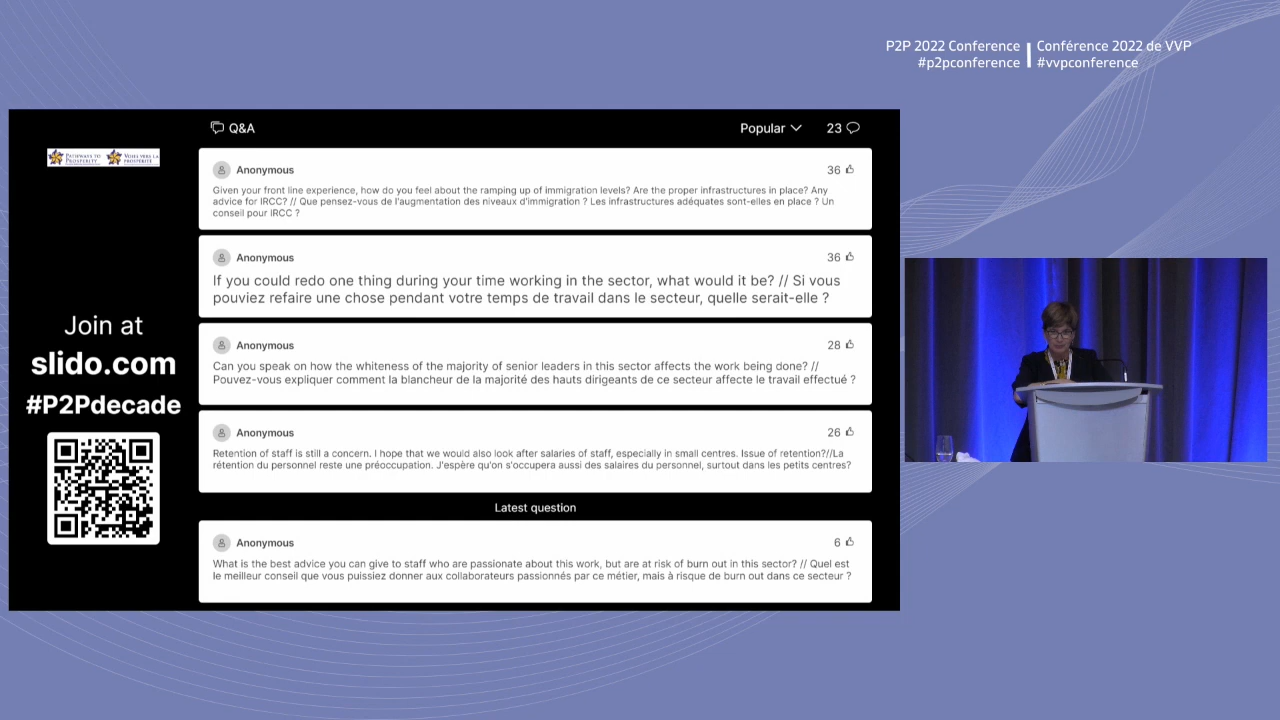 P2P 2022 Conference
#p2pconference
Conférence 2022 de VVP
#vvpconference
Q&A
Popular
23
PATHWAYS TO
PROSPERITY
VOIES VERS LA
PROSPÉRITÉ
Join at
slido.com
#P2Pdecade
Anonymous
36
Given your front line experience, how do you feel about the ramping up of immigration levels? Are the proper infrastructures in place? Any
advice for IRCC? // Que pensez-vous de l'augmentation des niveaux d'immigration ? Les infrastructures adéquates sont-elles en place ? Un
conseil pour IRCC ?
Anonymous
36
If you could redo one thing during your time working in the sector, what would it be? // Si vous
pouviez refaire une chose pendant votre temps de travail dans le secteur, quelle serait-elle ?
Anonymous
28
Can you speak on how the whiteness of the majority of senior leaders in this sector affects the work being done? //
Pouvez-vous expliquer comment la blancheur de la majorité des hauts dirigeants de ce secteur affecte le travail effectué ?
Anonymous
26
Retention of staff is still a concern. I hope that we would also look after salaries of staff, especially in small centres. Issue of retention?//La
rétention du personnel reste une préoccupation. J'espère qu'on s'occupera aussi des salaires du personnel, surtout dans les petits centres?
Latest question
Anonymous
6
What is the best advice you can give to staff who are passionate about this work, but are at risk of burn out in this sector? // Quel est
le meilleur conseil que vous puissiez donner aux collaborateurs passionnés par ce métier, mais à risque de burn out dans ce secteur ?